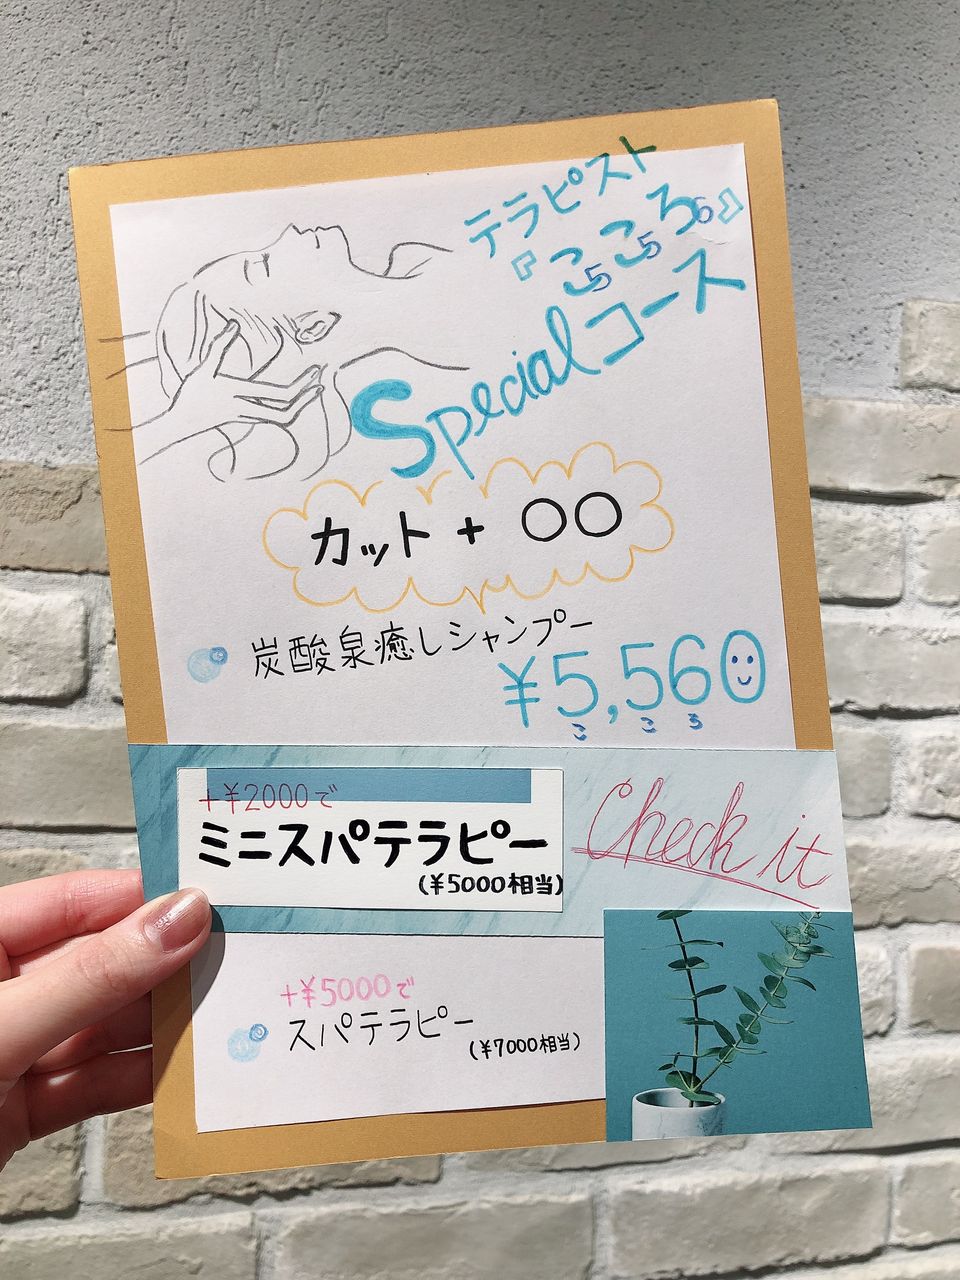 テラピスト
『こころ』
5 5 6
Specialコース
カット + ○○
炭酸泉癒しシャンプー
¥5,560
こ こ ろ
+¥2000で
ミニスパテラピー
(¥5000相当)
Check it
+¥5000で
スパテラピー
(¥7000相当)